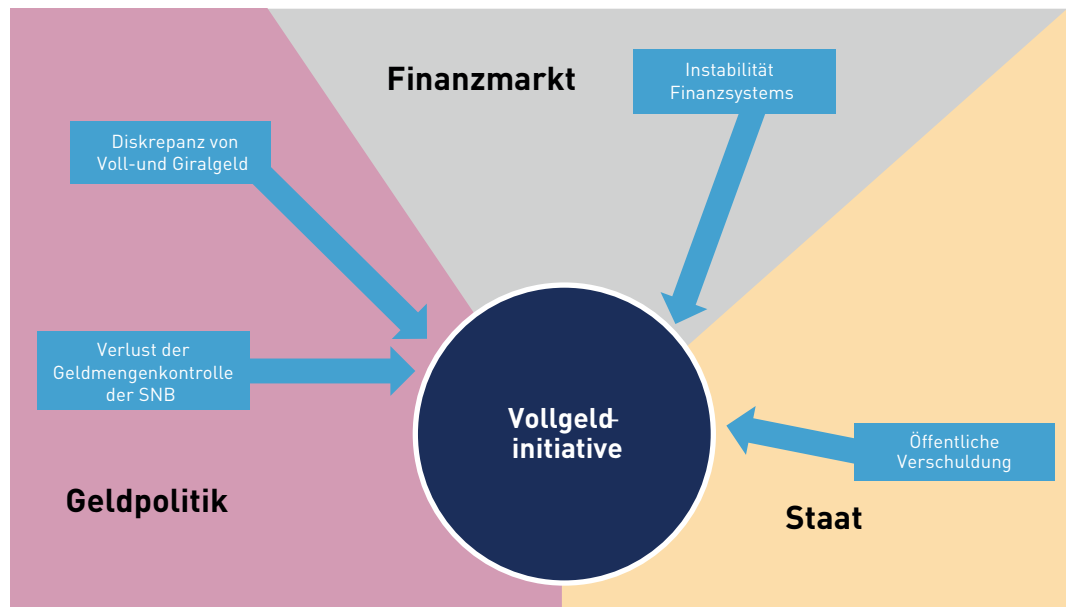 Finanzmarkt
Instabilität
Finanzsystems
Diskrepanz von
Voll-und Giralgeld
Verlust der
Geldmengenkontrolle
der SNB
Vollgeld-
initiative
Öffentliche
Verschuldung
Geldpolitik
Staat